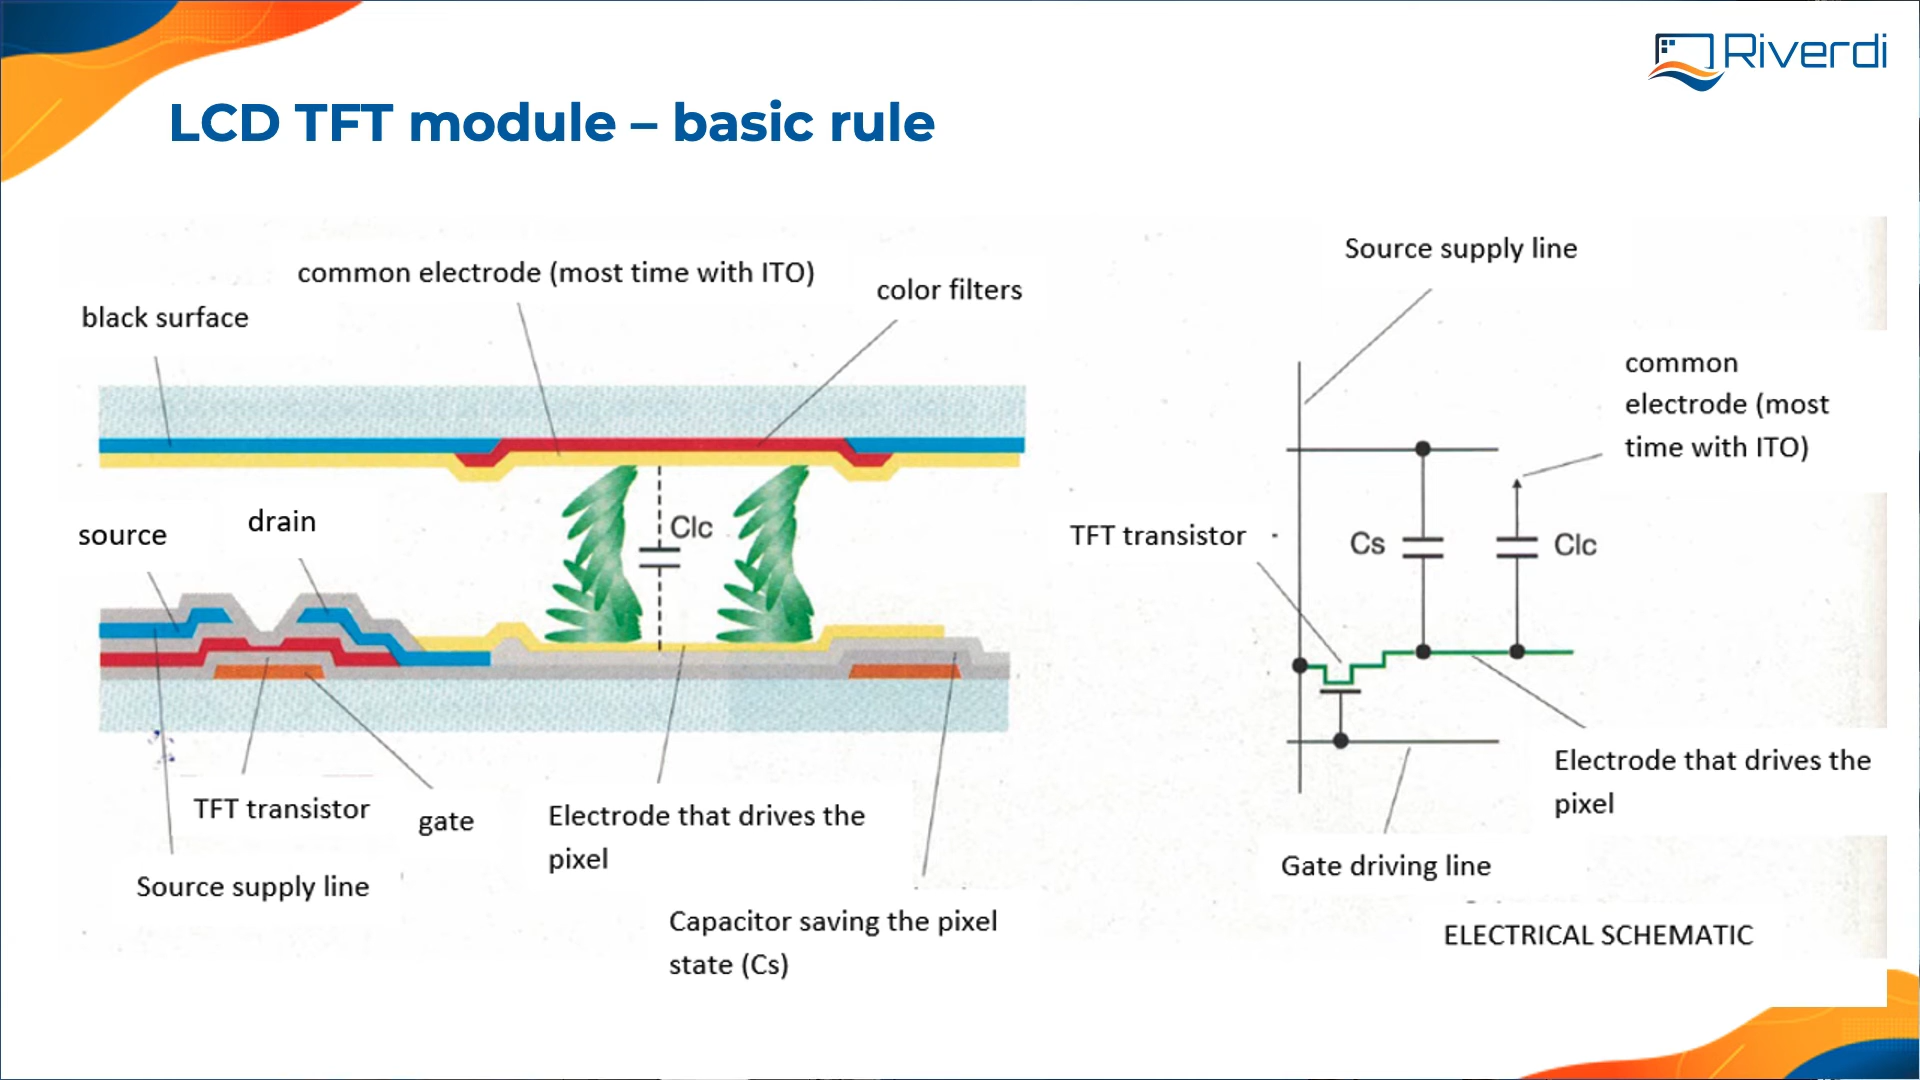 Riverdi
LCD TFT module – basic rule
common electrode (most time with ITO)
color filters
black surface
source
drain
Clc
TFT transistor
gate
Source supply line
Electrode that drives the
pixel
Capacitor saving the pixel
state (Cs)
Source supply line
common
electrode (most
time with ITO)
TFT transistor
Cs
Clc
Electrode that drives the
pixel
Gate driving line
ELECTRICAL SCHEMATIC